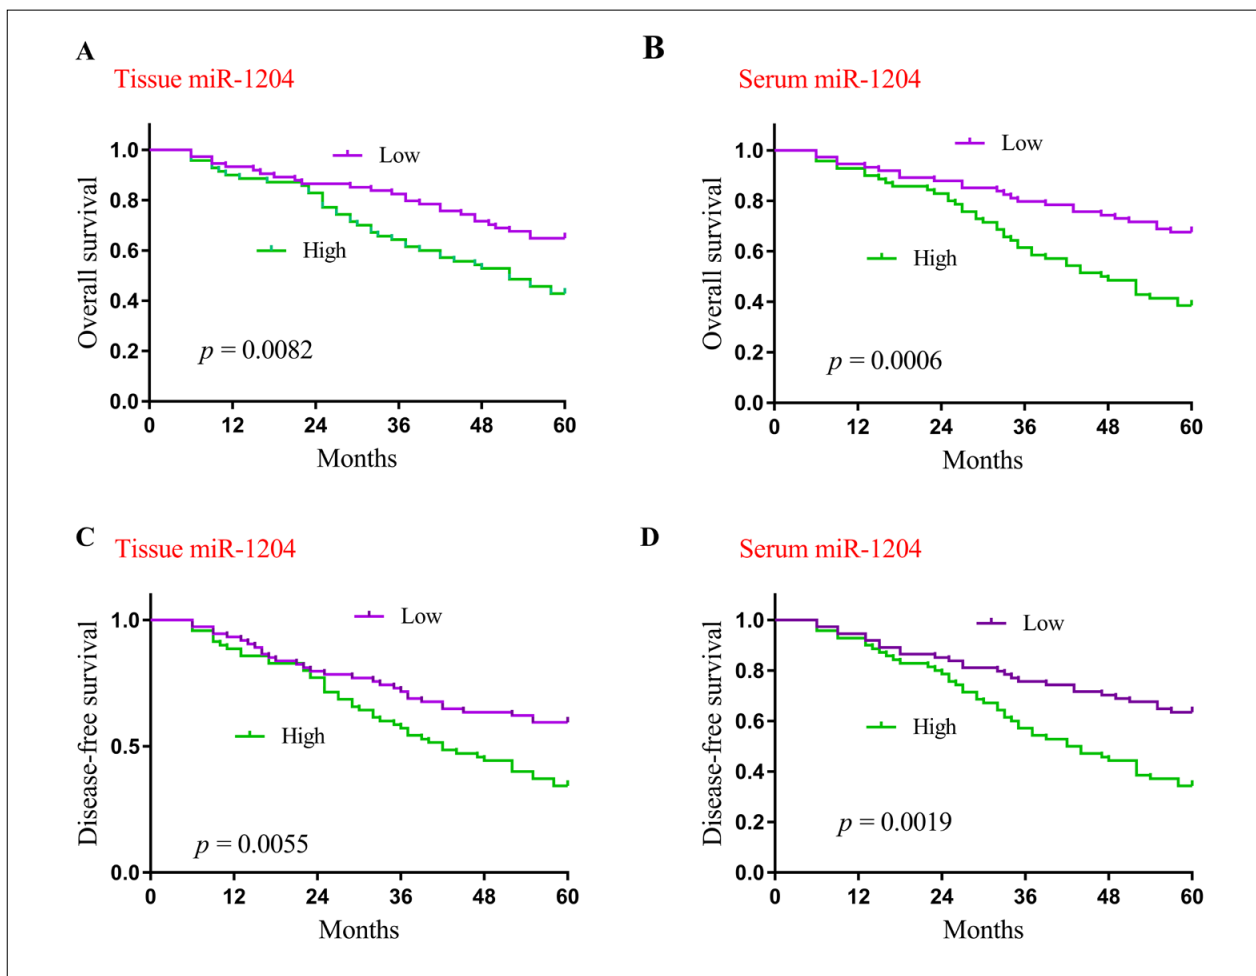 A
Tissue miR-1204
Overall survival
1.0
0.8
0.6
0.4
0.2
0.0
Low
High
p = 0.0082
0 12 24 36 48 60
Months
B
Serum miR-1204
Overall survival
1.0
0.8
0.6
0.4
0.2
0.0
Low
High
p = 0.0006
0 12 24 36 48 60
Months
C
Tissue miR-1204
Disease-free survival
1.0
0.5
0.0
Low
High
p = 0.0055
0 12 24 36 48 60
Months
D
Serum miR-1204
Disease-free survival
1.0
0.8
0.6
0.4
0.2
0.0
Low
High
p = 0.0019
0 12 24 36 48 60
Months